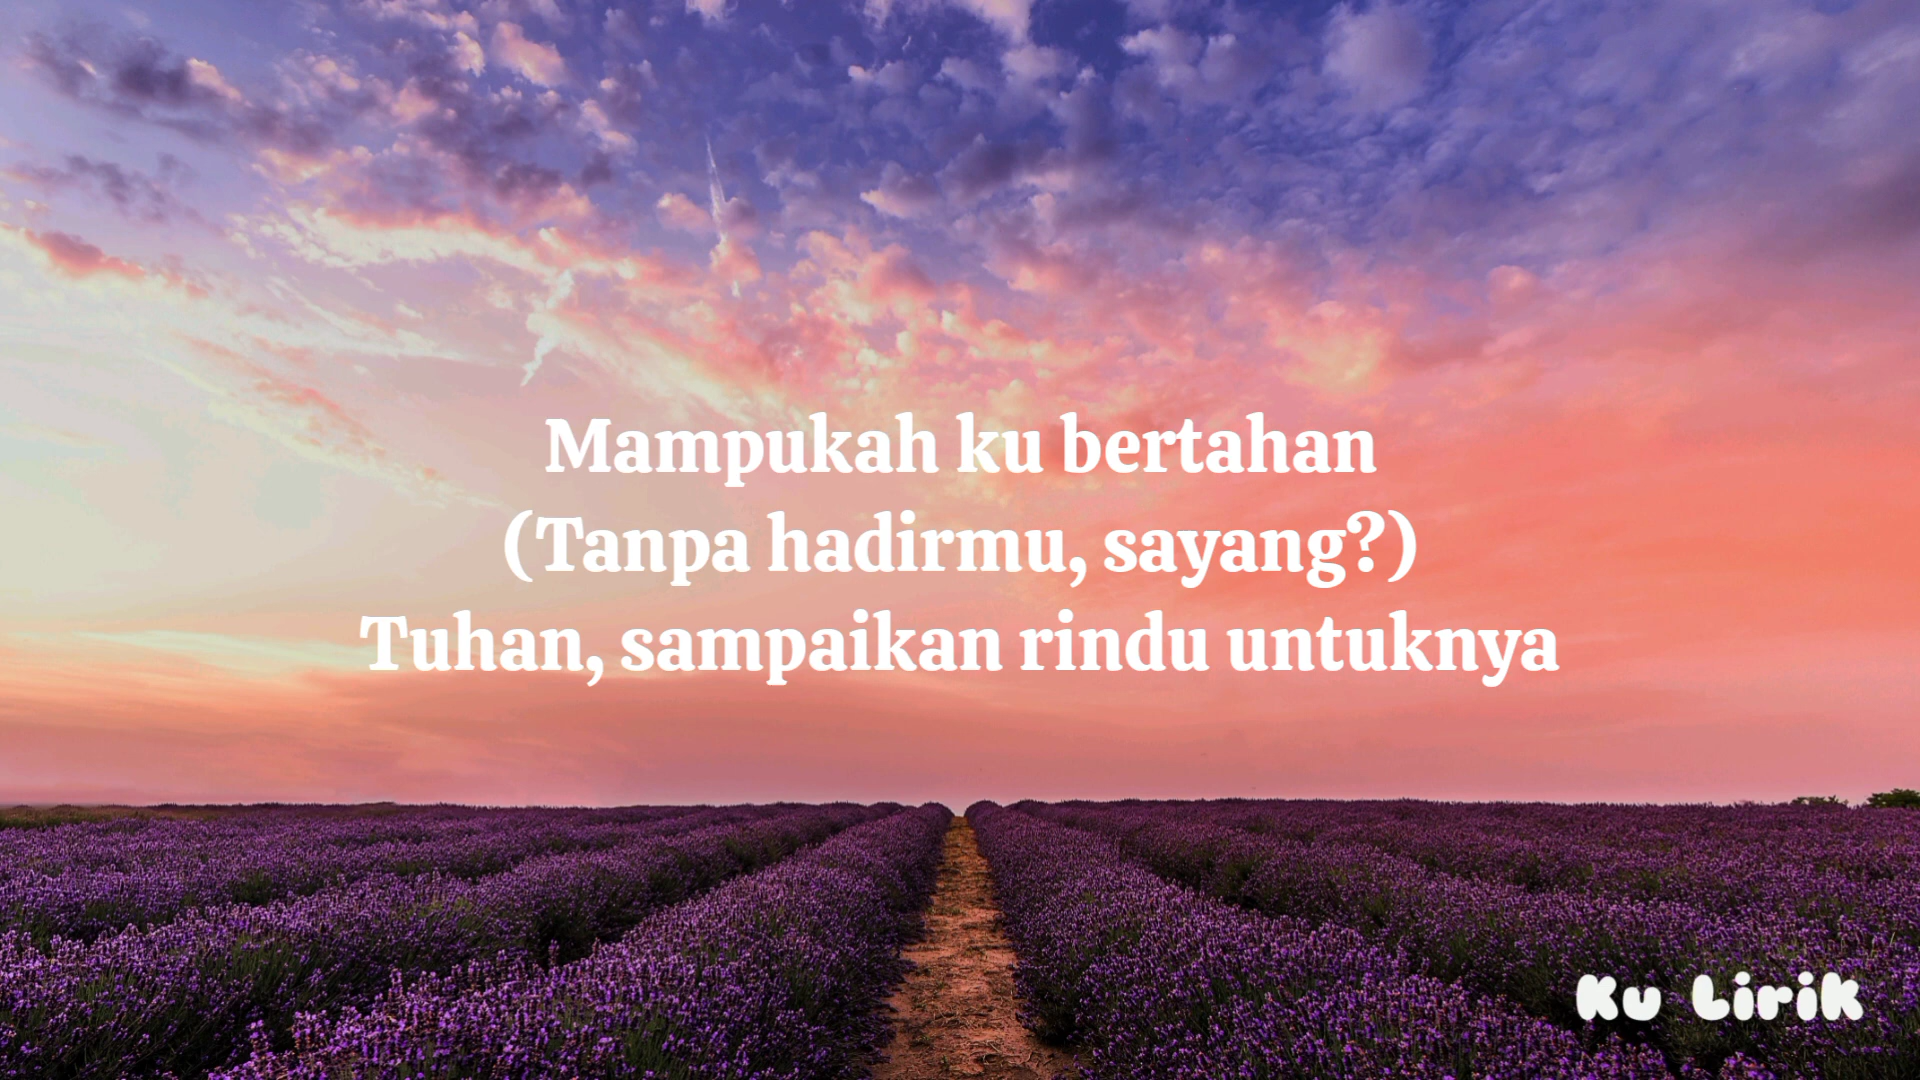 Mampukah ku bertahan
(Tanpa hadirmu, sayang?)
Tuhan, sampaikan rindu untuknya
Ku Lirik